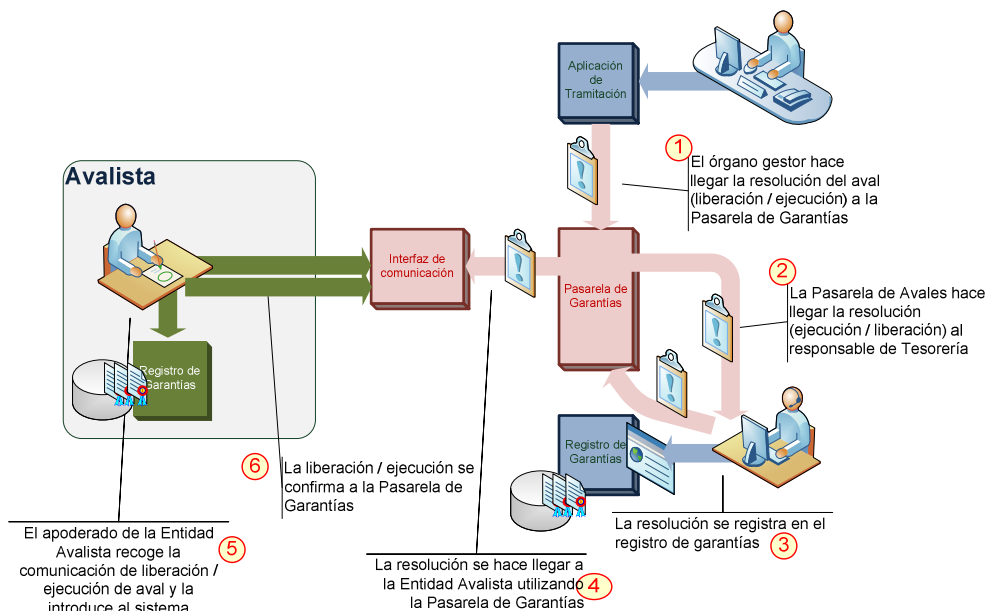 Aplicación
de
Tramitación
1
El órgano gestor hace
llegar la resolución del aval
(liberación / ejecución) a la
Pasarela de Garantías
Avalista
Interfaz de
comunicación
Pasarela de
Garantías
2
La Pasarela de Avales hace
llegar la resolución
(ejecución / liberación) al
responsable de Tesorería
Registro de
Garantías
Registro de
Garantías
6
La liberación / ejecución se
confirma a la Pasarela de
Garantías
La resolución se registra en el
registro de garantías
3
El apoderado de la Entidad
Avalista recoge la
comunicación de liberación /
ejecución de aval y la
introduce al sistema
5
La resolución se hace llegar a
la Entidad Avalista utilizando
la Pasarela de Garantías
4